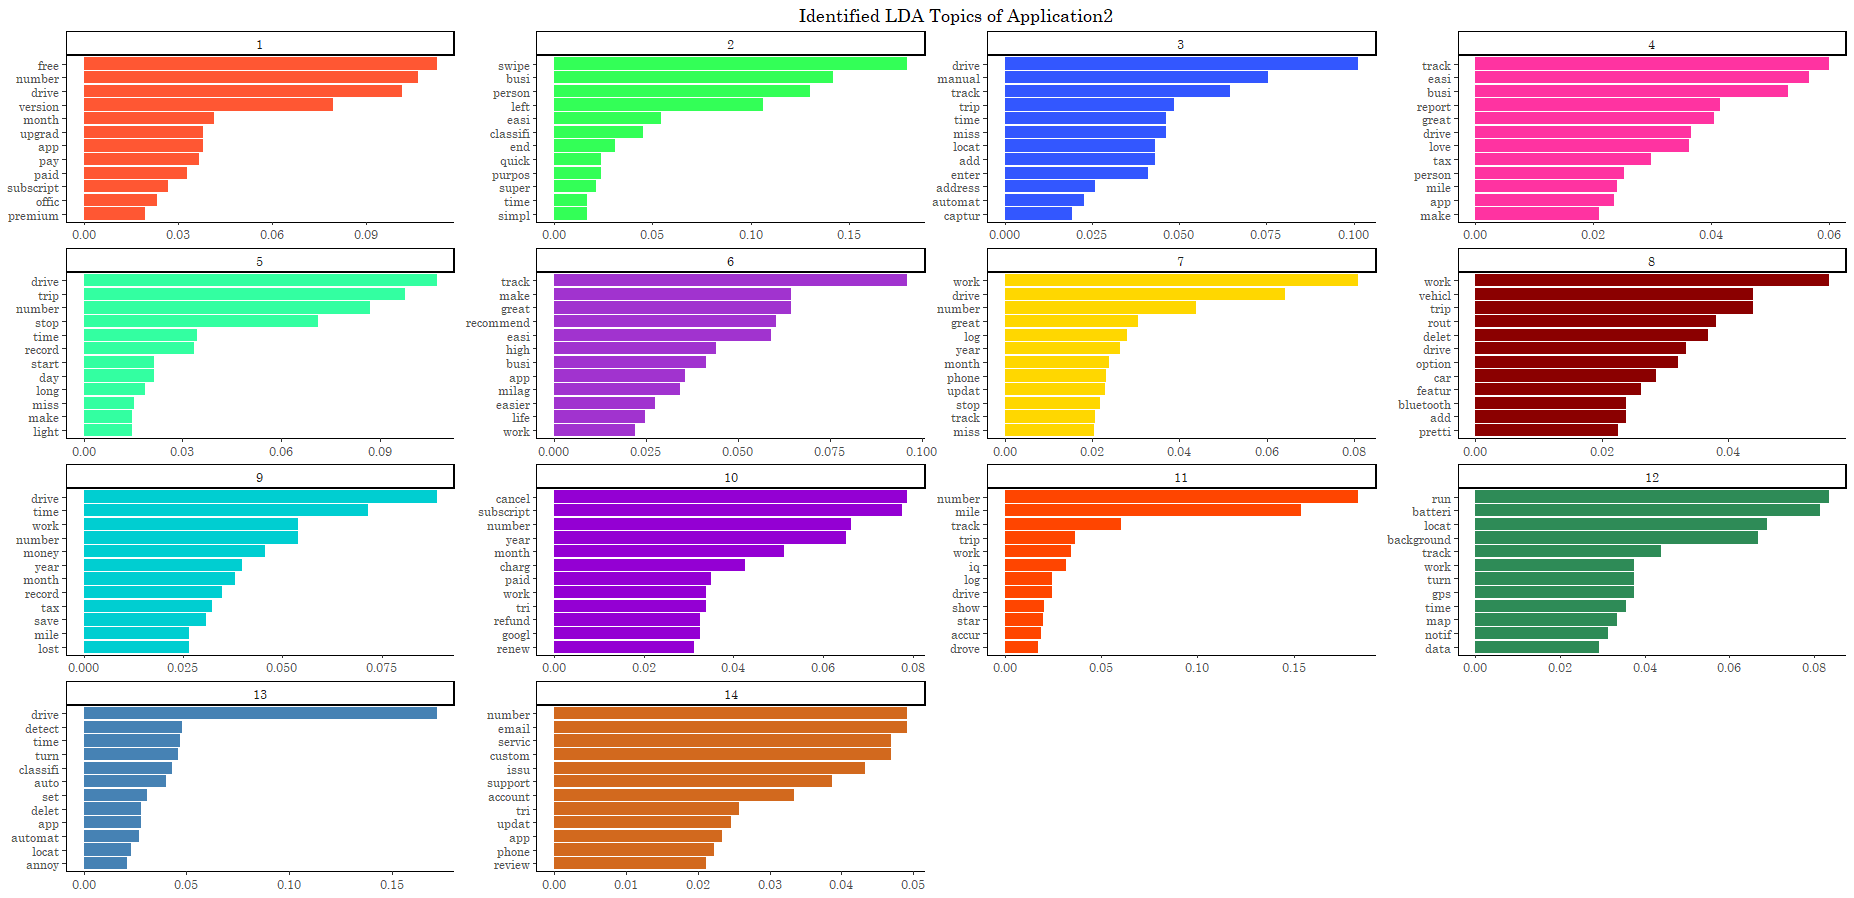 Identified LDA Topics of Application2
1
free
number
drive
version
month
upgrad
app
pay
paid
subscript
offic
premium
0.00 0.03 0.06 0.09
2
swipe
busi
person
left
easi
classifi
end
quick
purpos
super
time
simpl
0.00 0.05 0.10 0.15
3
drive
manual
track
trip
time
miss
locat
add
enter
address
automat
captur
0.000 0.025 0.050 0.075 0.100
4
track
easi
busi
report
great
drive
love
tax
person
mile
app
make
0.00 0.02 0.04 0.06
5
drive
trip
number
stop
time
record
start
day
long
miss
make
light
0.00 0.03 0.06 0.09
6
track
make
great
recommend
easi
high
busi
app
milag
easier
life
work
0.000 0.025 0.050 0.075 0.100
7
work
drive
number
great
log
year
month
phone
updat
stop
track
miss
0.00 0.02 0.04 0.06 0.08
8
work
vehicl
trip
rout
delet
drive
option
car
featur
bluetooth
add
pretti
0.00 0.02 0.04
9
drive
time
work
number
money
year
month
record
tax
save
mile
lost
0.000 0.025 0.050 0.075
10
cancel
subscript
number
year
month
charg
paid
work
tri
refund
googl
renew
0.00 0.02 0.04 0.06 0.08
11
number
mile
track
trip
work
iq
log
drive
show
star
accur
drove
0.00 0.05 0.10 0.15
12
run
batteri
locat
background
track
work
turn
gps
time
map
notif
data
0.00 0.02 0.04 0.06 0.08
13
drive
detect
time
turn
classifi
auto
set
delet
app
automat
locat
annoy
0.00 0.05 0.10 0.15
14
number
email
servic
custom
issu
support
account
tri
updat
app
phone
review
0.00 0.01 0.02 0.03 0.04 0.05